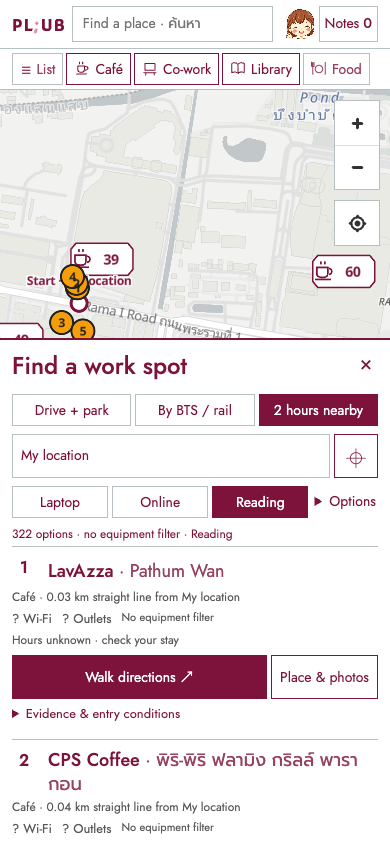 PL;UB
Find a place · ค้นหา
Notes 0
≡ List
Café
Co-work
Library
Food
Pond
39
Start
location
60
4
1
3
5
Rama I Road ถนนพระรามที่ 1
Find a work spot
×
Drive + park
By BTS / rail
2 hours nearby
My location
Laptop
Online
Reading
▶ Options
322 options · no equipment filter · Reading
1 LavAzza · Pathum Wan
Café · 0.03 km straight line from My location
? Wi-Fi ? Outlets No equipment filter
Hours unknown · check your stay
Walk directions ↗
Place & photos
▶ Evidence & entry conditions
2 CPS Coffee · พิริ-พิริ ฟลามิง กริลล์ พารา
กอน
Café · 0.04 km straight line from My location
? Wi-Fi ? Outlets No equipment filter